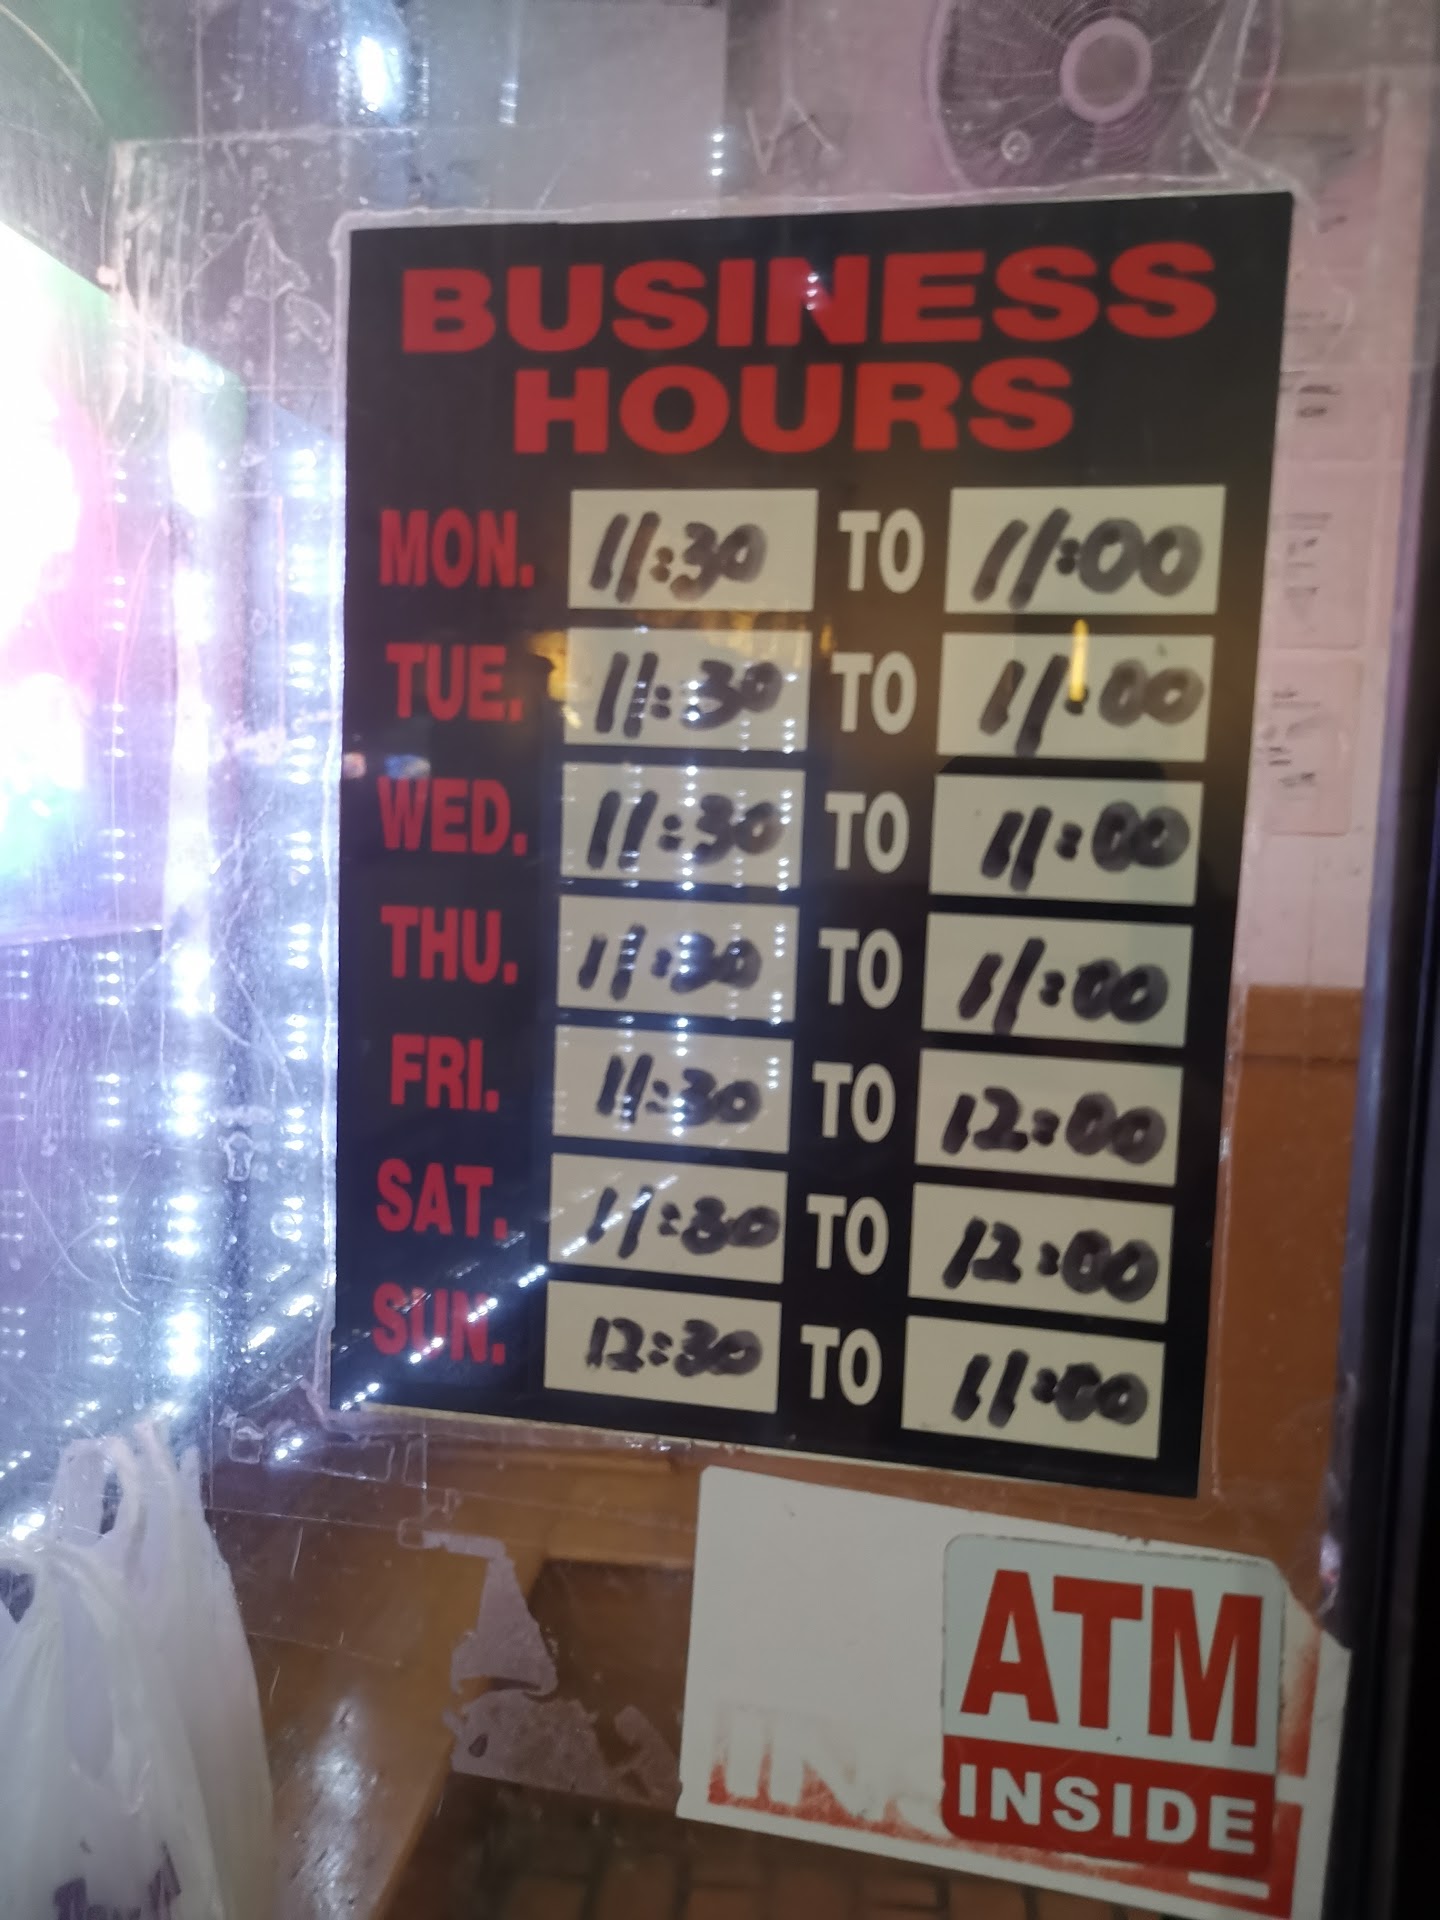 BUSINESS
HOURS
MON. 11:30 TO 11:00
TUE. 11:30 TO 11:00
WED. 11:30 TO 11:00
THU. 11:30 TO 11:00
FRI. 11:30 TO 12:00
SAT. 11:30 TO 12:00
SUN. 12:30 TO 11:00
ATM
INSIDE